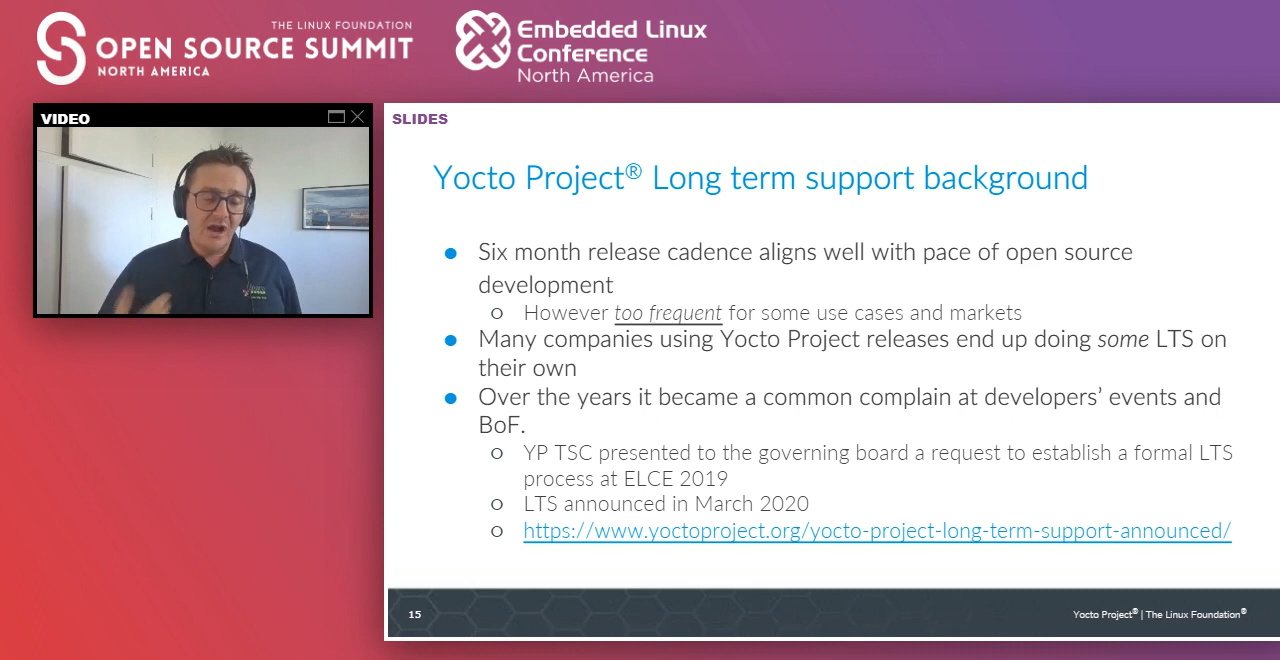 THE LINUX FOUNDATION
OPEN SOURCE SUMMIT
NORTH AMERICA
Embedded Linux
Conference
North America
VIDEO
SLIDES
Yocto Project® Long term support background
● Six month release cadence aligns well with pace of open source
development
○ However too frequent for some use cases and markets
● Many companies using Yocto Project releases end up doing some LTS on
their own
● Over the years it became a common complain at developers’ events and
BoF.
○ YP TSC presented to the governing board a request to establish a formal LTS
process at ELCE 2019
○ LTS announced in March 2020
○ https://www.yoctoproject.org/yocto-project-long-term-support-announced/
15
Yocto Project® | The Linux Foundation®